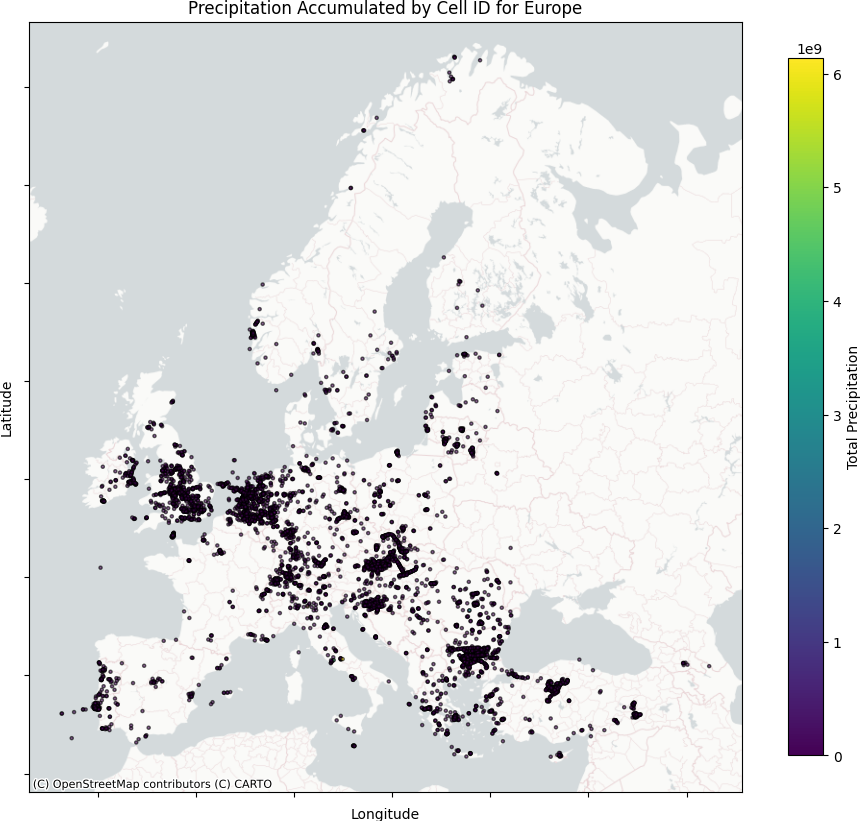 Precipitation Accumulated by Cell ID for Europe
1e9
6
5
4
3
2
1
0
Total Precipitation
Latitude
(C) OpenStreetMap contributors (C) CARTO
Longitude